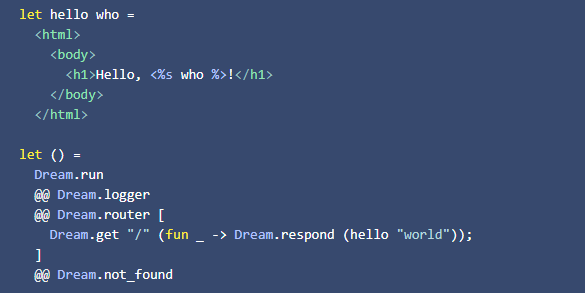 let hello who =
  <html>
    <body>
      <h1>Hello, <%s who %>!</h1>
    </body>
  </html>

let () =
  Dream.run
  @@ Dream.logger
  @@ Dream.router [
    Dream.get "/" (fun _ -> Dream.respond (hello "world"));
  ]
  @@ Dream.not_found